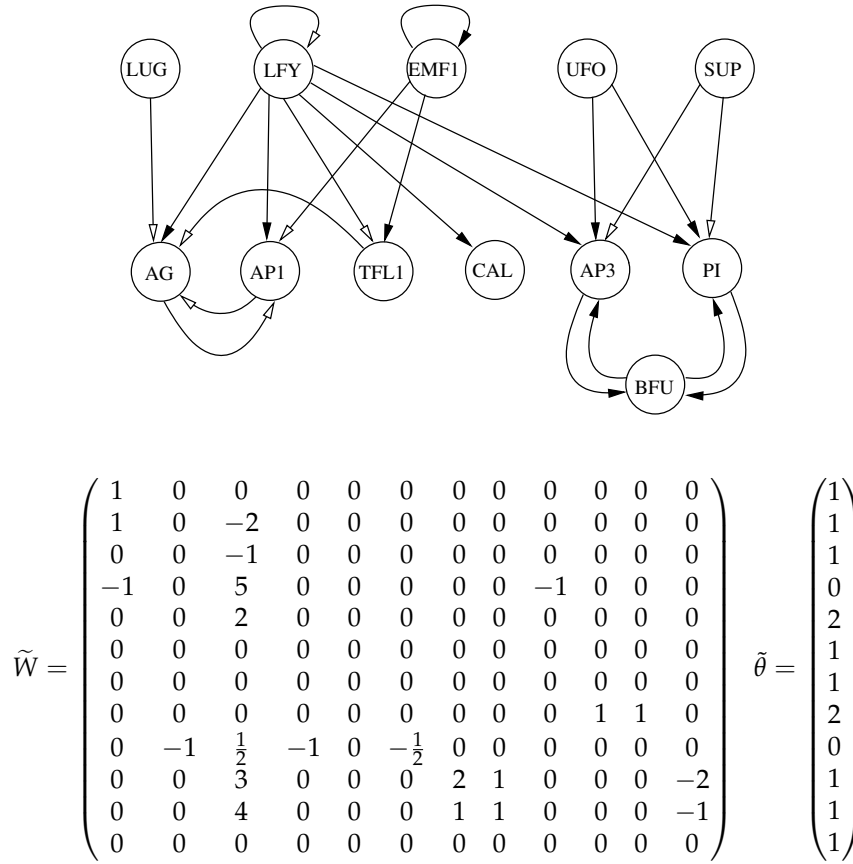 LUG LFY EMF1 UFO SUP
AG AP1 TFL1 CAL AP3 PI
BFU
1 0 0 0 0 0 0 0 0 0 0 0 1
1 0 −2 0 0 0 0 0 0 0 0 0 1
0 0 −1 0 0 0 0 0 0 0 0 0 1
−1 0 5 0 0 0 0 0 −1 0 0 0 0
0 0 2 0 0 0 0 0 0 0 0 0 2
0 0 0 0 0 0 0 0 0 0 0 0 1
W̃ = θ̃ =
0 0 0 0 0 0 0 0 0 0 0 0 1
0 0 0 0 0 0 0 0 0 1 1 0 2
0 −1 1/2 −1 0 −1/2 0 0 0 0 0 0 0
0 0 3 0 0 0 2 1 0 0 0 −2 1
0 0 4 0 0 0 1 1 0 0 0 −1 1
0 0 0 0 0 0 0 0 0 0 0 0 1